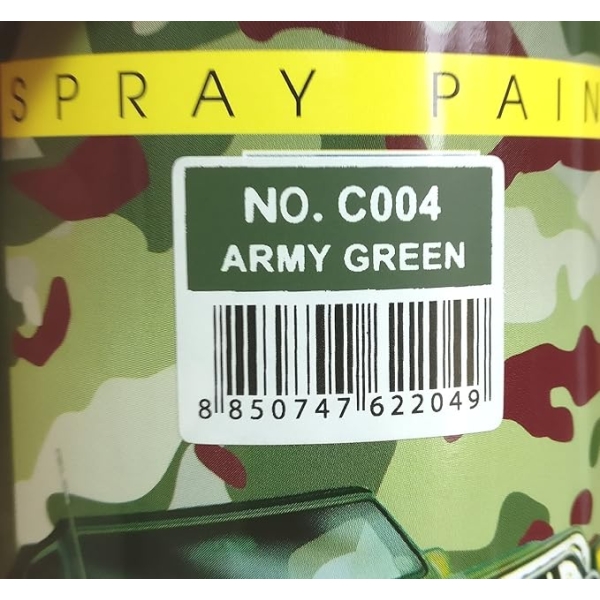 SPRAY PAIN
NO. C004
ARMY GREEN
8 850747 622049